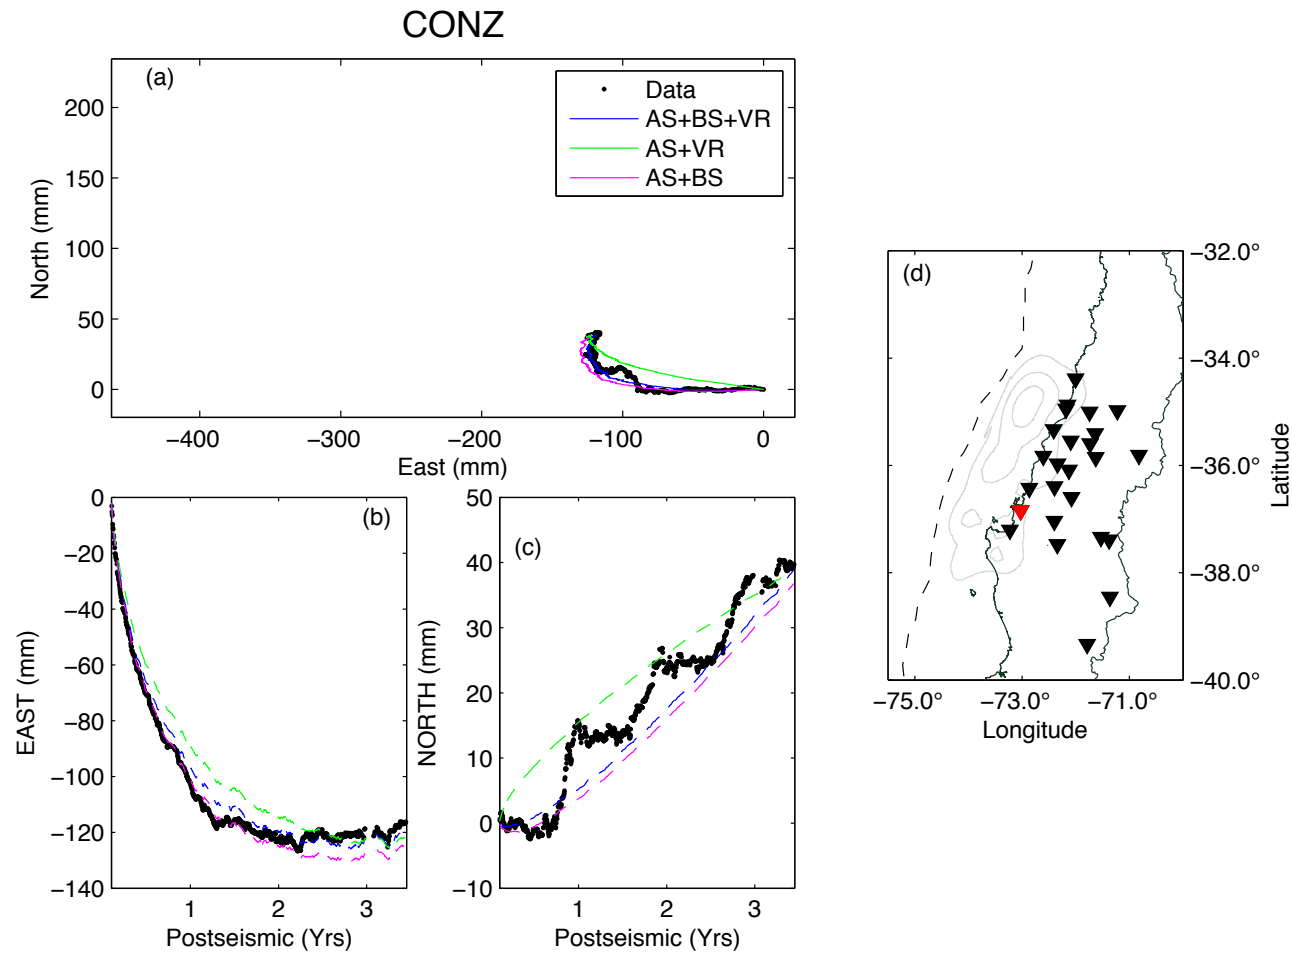 CONZ
(a)
Data
AS+BS+VR
AS+VR
AS+BS
200
150
100
50
0
North (mm)
−400 −300 −200 −100 0
East (mm)
(b)
0
−20
−40
−60
−80
−100
−120
−140
EAST (mm)
1 2 3
Postseismic (Yrs)
(c)
50
40
30
20
10
0
−10
NORTH (mm)
1 2 3
Postseismic (Yrs)
(d)
−32.0°
−34.0°
−36.0°
−38.0°
−40.0°
Latitude
−75.0° −73.0° −71.0°
Longitude